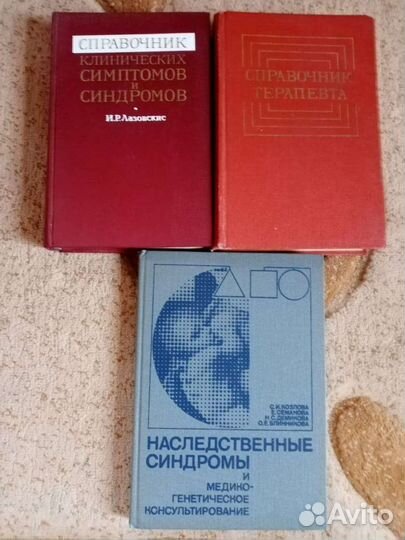 СПРАВОЧНИК
КЛИНИЧЕСКИХ
СИМПТОМОВ
И
СИНДРОМОВ
И.Р. Лазовскис
СПРАВОЧНИК
ТЕРАПЕВТА
С.И. КОЗЛОВА
Е. СЕМАНОВА
Н.С. ДЕМИКОВА
О.Е. БЛИННИКОВА
НАСЛЕДСТВЕННЫЕ
СИНДРОМЫ
И
МЕДИКО-
ГЕНЕТИЧЕСКОЕ
КОНСУЛЬТИРОВАНИЕ
Avito